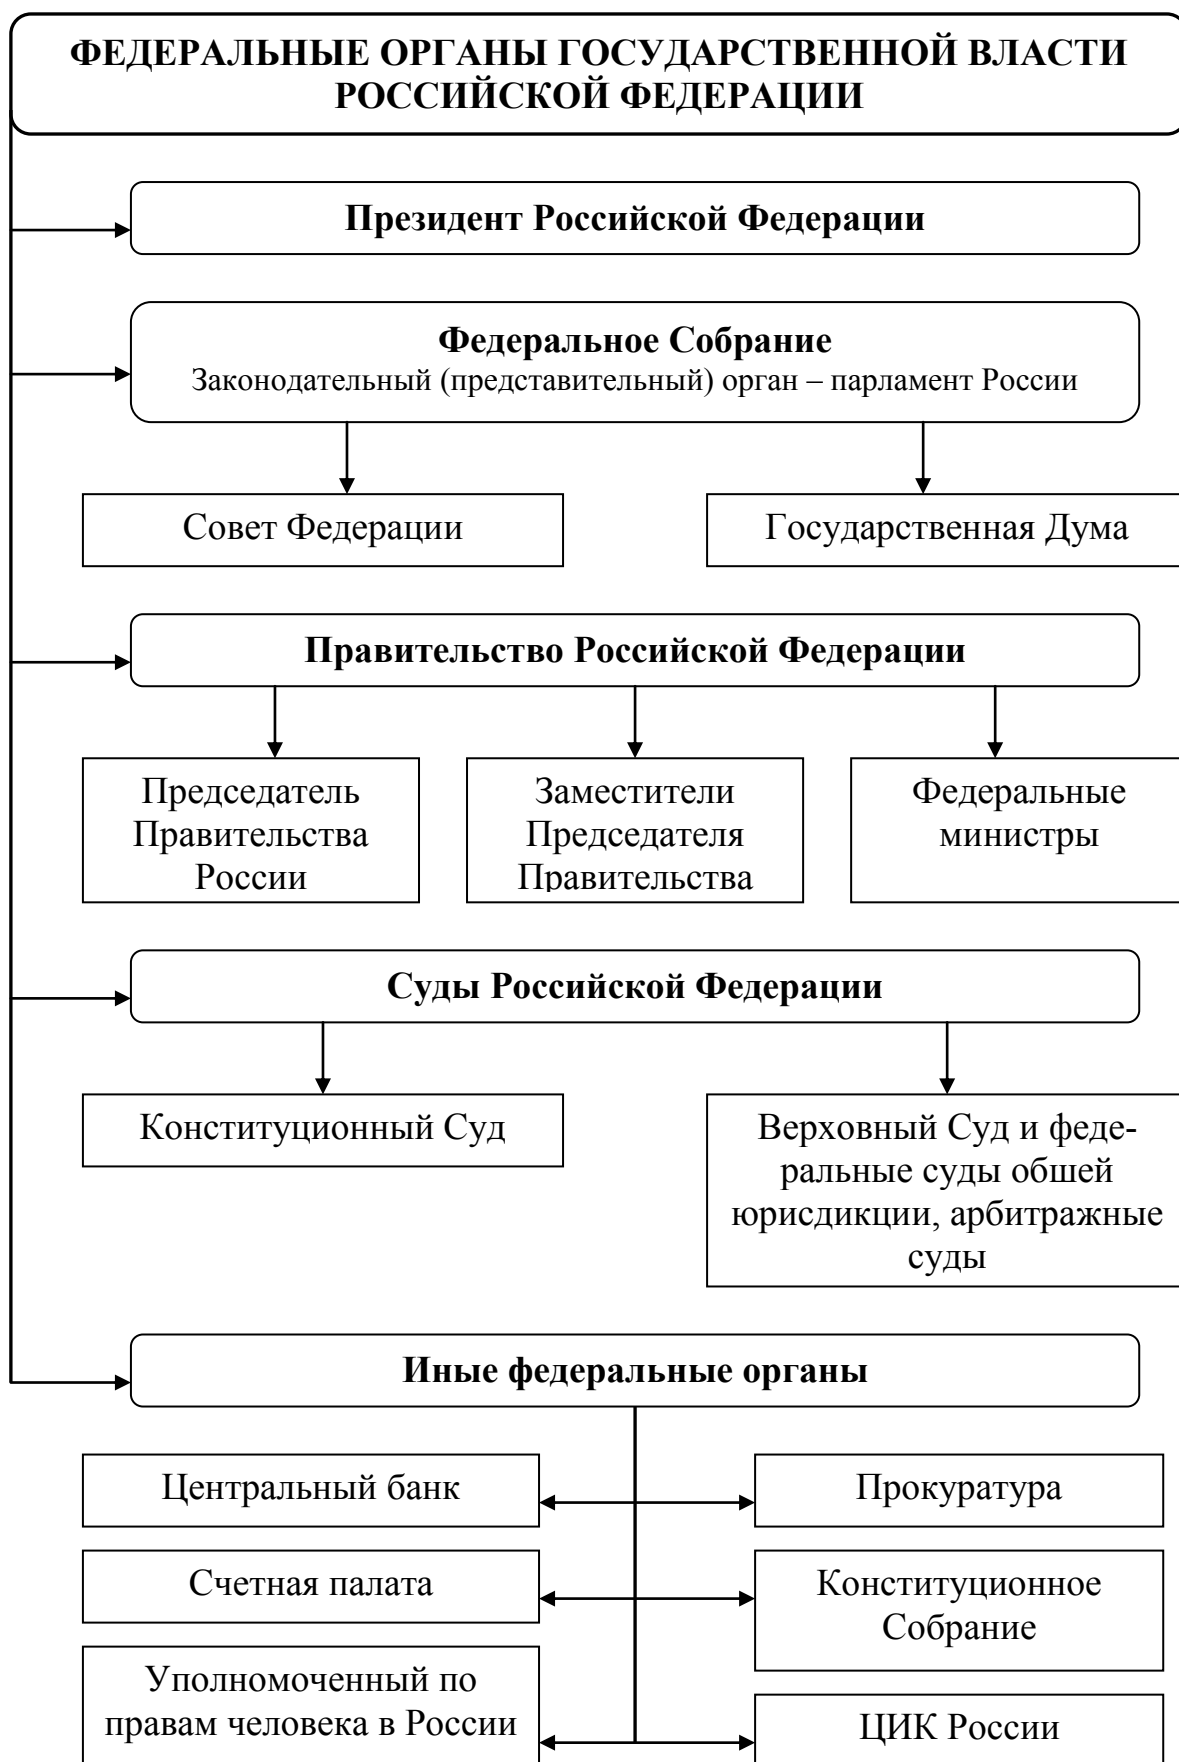 ФЕДЕРАЛЬНЫЕ ОРГАНЫ ГОСУДАРСТВЕННОЙ ВЛАСТИ
РОССИЙСКОЙ ФЕДЕРАЦИИ
Президент Российской Федерации
Федеральное Собрание
Законодательный (представительный) орган – парламент России
Совет Федерации
Государственная Дума
Правительство Российской Федерации
Председатель
Правительства
России
Заместители
Председателя
Правительства
Федеральные
министры
Суды Российской Федерации
Конституционный Суд
Верховный Суд и феде-
ральные суды обшей
юрисдикции, арбитражные
суды
Иные федеральные органы
Центральный банк
Прокуратура
Счетная палата
Конституционное
Собрание
Уполномоченный по
правам человека в России
ЦИК России